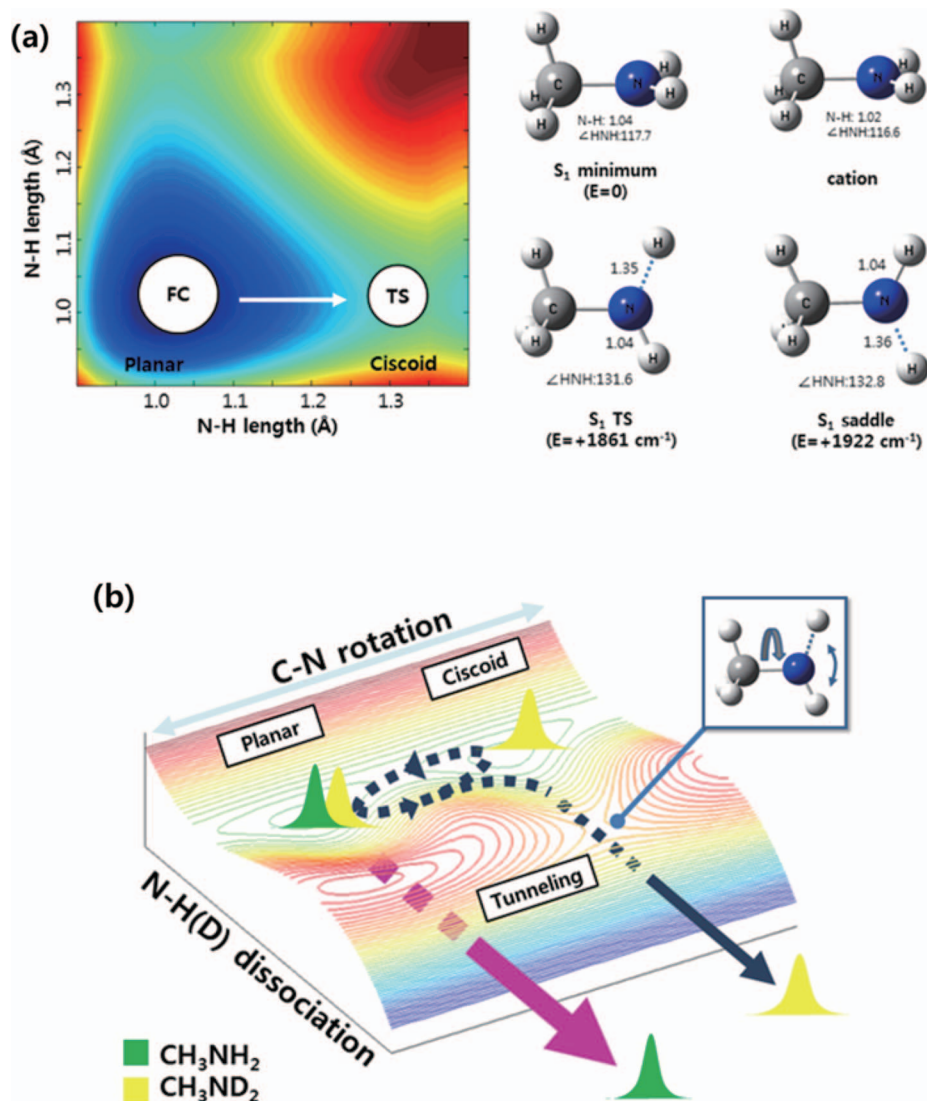 (a)
N-H length (Å)
1.3
1.2
1.1
1.0
FC
TS
Planar
Ciscoid
1.0
1.1
1.2
1.3
N-H length (Å)
H
C
N
H
H
H
H
N-H: 1.04
∠HNH:117.7
S₁ minimum
(E=0)
H
C
N
H
H
H
H
N-H: 1.02
∠HNH:116.6
cation
H
H
1.35
C
N
H
1.04
H
∠HNH:131.6
S₁ TS
(E=+1861 cm⁻¹)
H
H
1.04
C
N
H
1.36
H
∠HNH:132.8
S₁ saddle
(E=+1922 cm⁻¹)
(b)
C-N rotation
Ciscoid
Planar
Tunneling
N-H(D) dissociation
CH₃NH₂
CH₃ND₂